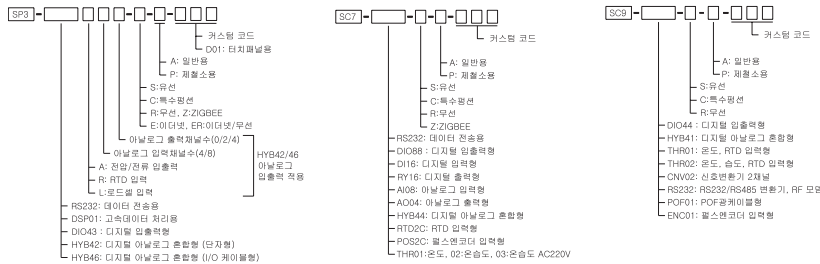 SP3
커스텀 코드
D01: 터치패널용
A: 일반용
P: 제철소용
S:유선
C:특수평션
R:무선, Z:ZIGBEE
E:이더넷, ER:이더넷/무선
아날로그 출력채널수(0/2/4)
아날로그 입력채널수(4/8)
A: 전압/전류 입출력
R: RTD 입력
L:로드셀 입력
HYB42/46
아날로그
입출력 적용
RS232: 데이터 전송용
DSP01: 고속데이터 처리용
DIO43 : 디지털 입출력형
HYB42: 디지털 아날로그 혼합형 (단자형)
HYB46: 디지털 아날로그 혼합형 (I/O 케이블형)
SC7
커스텀 코드
A: 일반용
P: 제철소용
S:유선
C:특수평션
R:무선
Z:ZIGBEE
RS232: 데이터 전송용
DIO88 : 디지털 입출력형
DI16: 디지털 입력형
RY16: 디지털 출력형
AI08: 아날로그 입력형
AO04: 아날로그 출력형
HYB44: 디지털 아날로그 혼합형
RTD2C: RTD 입력형
POS2C: 펄스엔코더 입력형
THR01:온도, 02:온습도, 03:온습도 AC220V
SC9
커스텀 코드
A: 일반용
P: 제철소용
S:유선
C:특수평션
R:무선
DIO44 : 디지털 입출력형
HYB41: 디지털 아날로그 혼합형
THR01: 온도, RTD 입력형
THR02: 온도, 습도, RTD 입력형
CNV02: 신호변환기 2채널
RS232: RS232/RS485 변환기, RF 모뎀
POF01: POF광케이블형
ENC01: 펄스엔코더 입력형